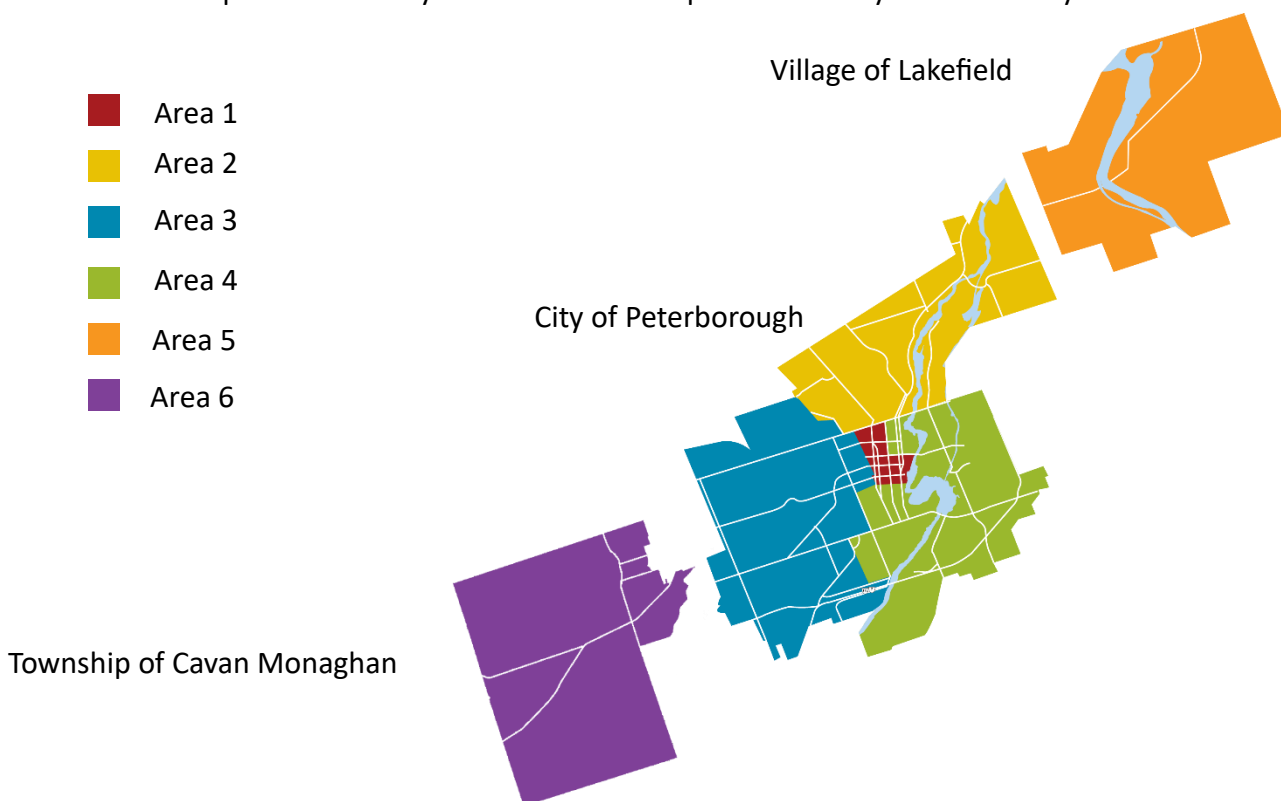 Village of Lakefield
Area 1
Area 2
Area 3
Area 4
Area 5
Area 6
City of Peterborough
Township of Cavan Monaghan